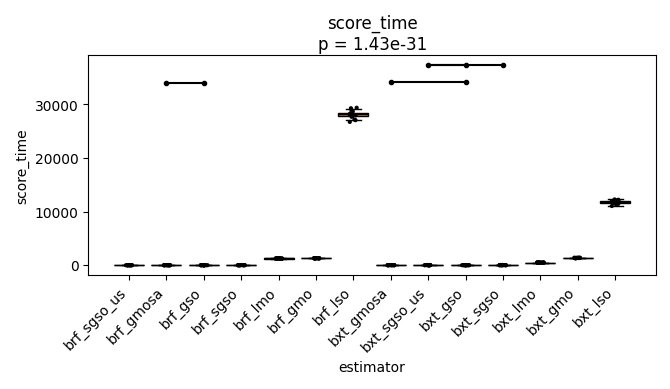 score_time
p = 1.43e-31
score_time
30000
20000
10000
0
brf_sgso_us
brf_gmosa
brf_gso
brf_sgso
brf_lmo
brf_gmo
brf_lso
bxt_gmosa
bxt_sgso_us
bxt_gso
bxt_sgso
bxt_lmo
bxt_gmo
bxt_lso
estimator